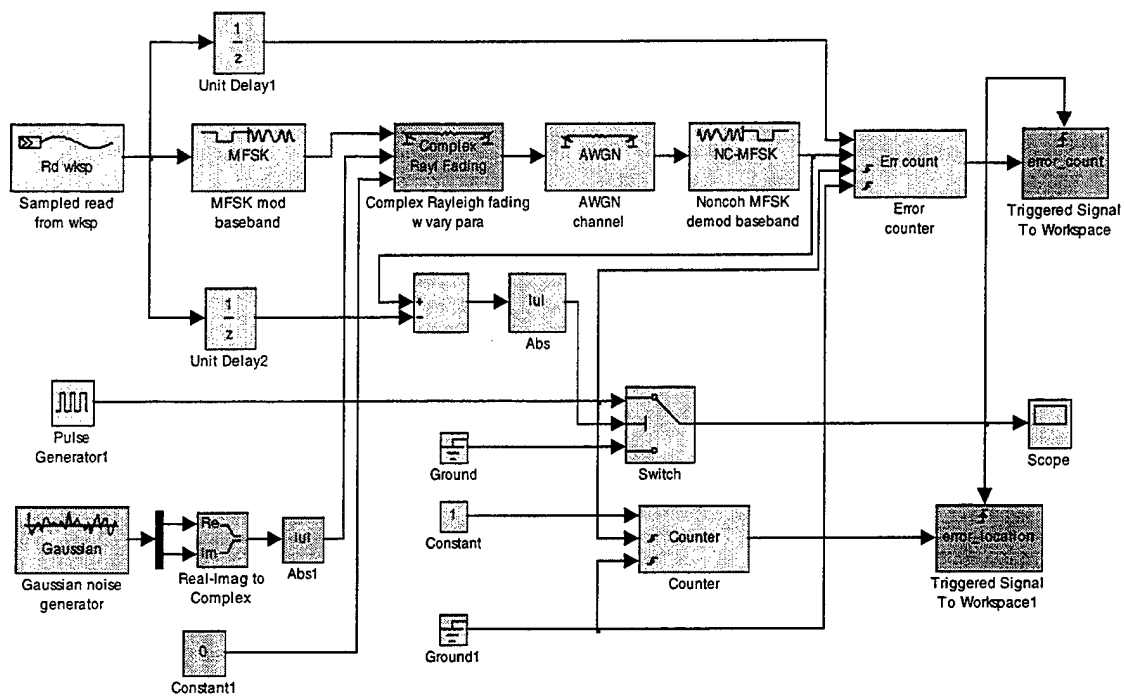 1
z
Unit Delay1
Rd wksp
Sampled read
from wksp
MFSK
MFSK mod
baseband
Complex
Rayl Fading
Complex Rayleigh fading
w vary para
AWGN
AWGN
channel
NC-MFSK
Noncoh MFSK
demod baseband
Err count
Error
counter
error_count
Triggered Signal
To Workspace
1
z
Unit Delay2
+
-
|u|
Abs
Pulse
Generator1
Ground
Switch
Scope
Gaussian
Gaussian noise
generator
Re
Im
Real-Imag to
Complex
|u|
Abs1
1
Constant
Counter
Counter
error_location
Triggered Signal
To Workspace1
Ground1
0
Constant1